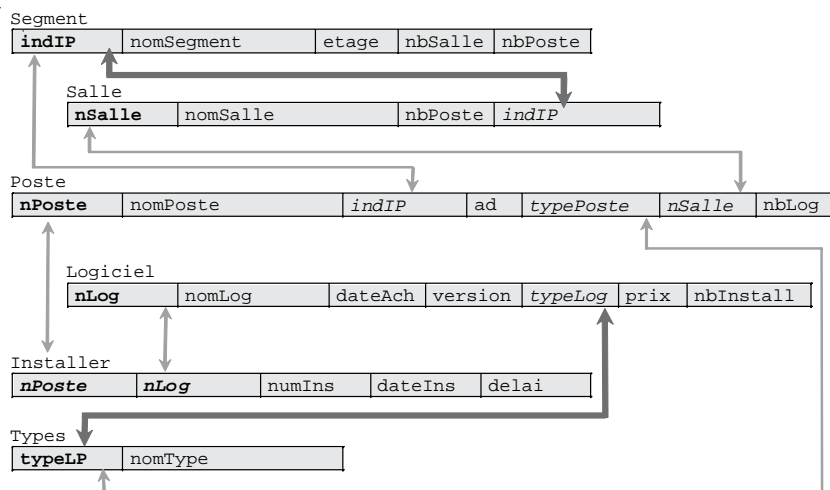 Segment
indIP nomSegment etage nbSalle nbPoste
Salle
nSalle nomSalle nbPoste indIP
Poste
nPoste nomPoste indIP ad typePoste nSalle nbLog
Logiciel
nLog nomLog dateAch version typeLog prix nbInstall
Installer
nPoste nLog numIns dateIns delai
Types
typeLP nomType